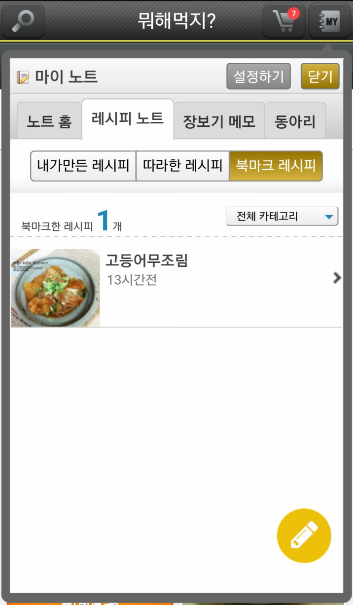 뭐해먹지?
7
MY
마이 노트
설정하기
닫기
노트 홈
레시피 노트
장보기 메모
동아리
내가만든 레시피
따라한 레시피
북마크 레시피
북마크한 레시피 1 개
전체 카테고리
고등어무조림
13시간전